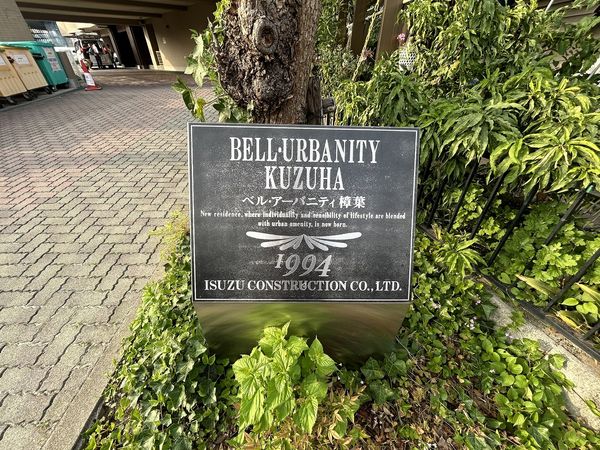 BELL·URBANITY
KUZUHA
ベル・アーバニティ樟葉
New residence, where individuality and sensibility of lifestyle are blended
with urban amenity, is now born.
1994
ISUZU CONSTRUCTION CO., LTD.